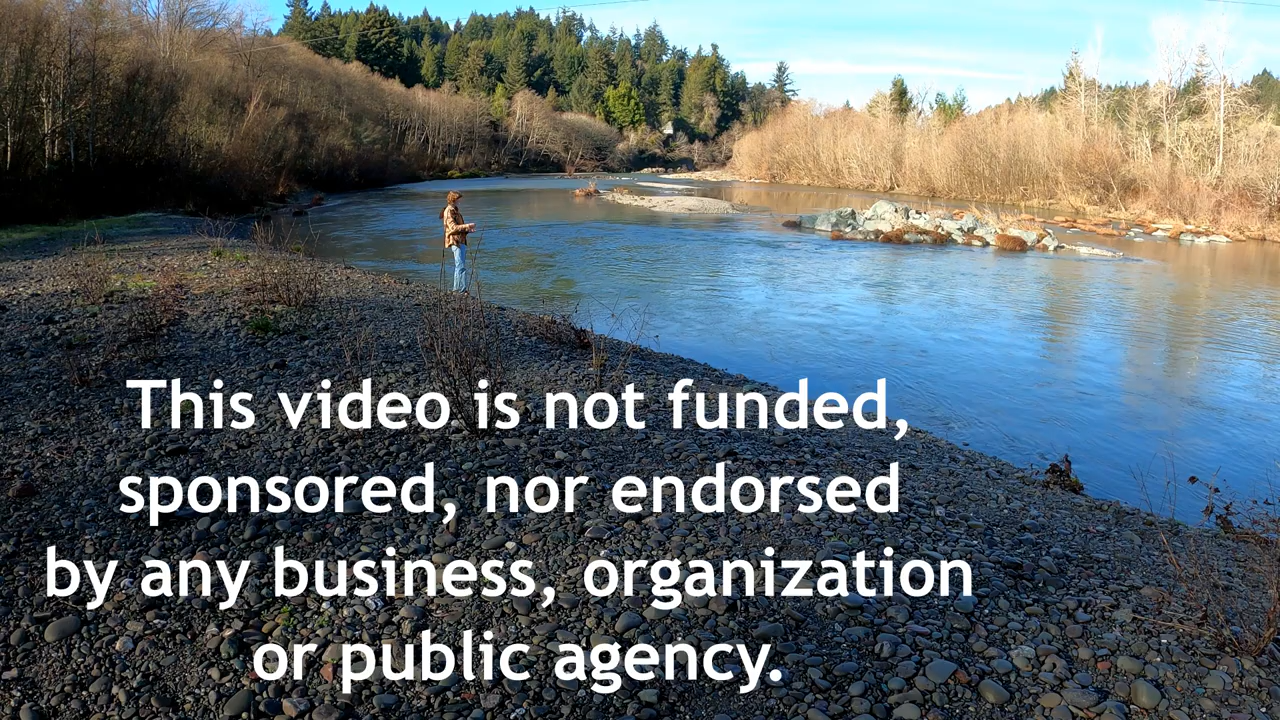 This video is not funded,
sponsored, nor endorsed
by any business, organization
or public agency.